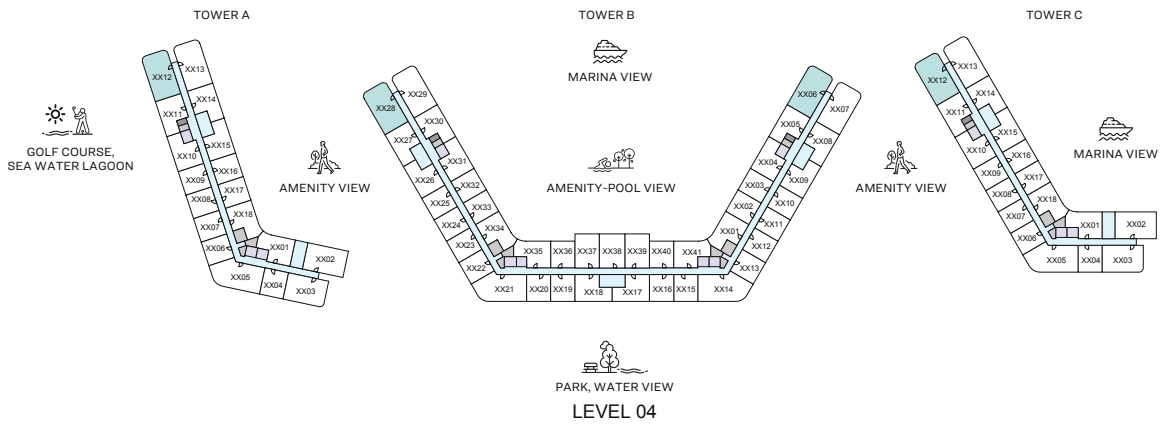 TOWER A
TOWER B
TOWER C
MARINA VIEW
GOLF COURSE,
SEA WATER LAGOON
AMENITY VIEW
AMENITY-POOL VIEW
AMENITY VIEW
MARINA VIEW
XX12
XX13
XX11
XX14
XX10
XX15
XX09
XX16
XX08
XX17
XX07
XX18
XX06
XX01
XX02
XX05
XX04
XX03
XX28
XX29
XX27
XX30
XX26
XX31
XX25
XX32
XX24
XX33
XX23
XX34
XX22
XX35
XX36
XX37
XX38
XX39
XX40
XX41
XX21
XX20
XX19
XX18
XX17
XX16
XX15
XX14
XX06
XX07
XX05
XX08
XX04
XX09
XX03
XX10
XX02
XX11
XX01
XX12
XX13
XX12
XX13
XX11
XX14
XX10
XX15
XX09
XX16
XX08
XX17
XX07
XX18
XX06
XX01
XX02
XX05
XX04
XX03
PARK, WATER VIEW
LEVEL 04